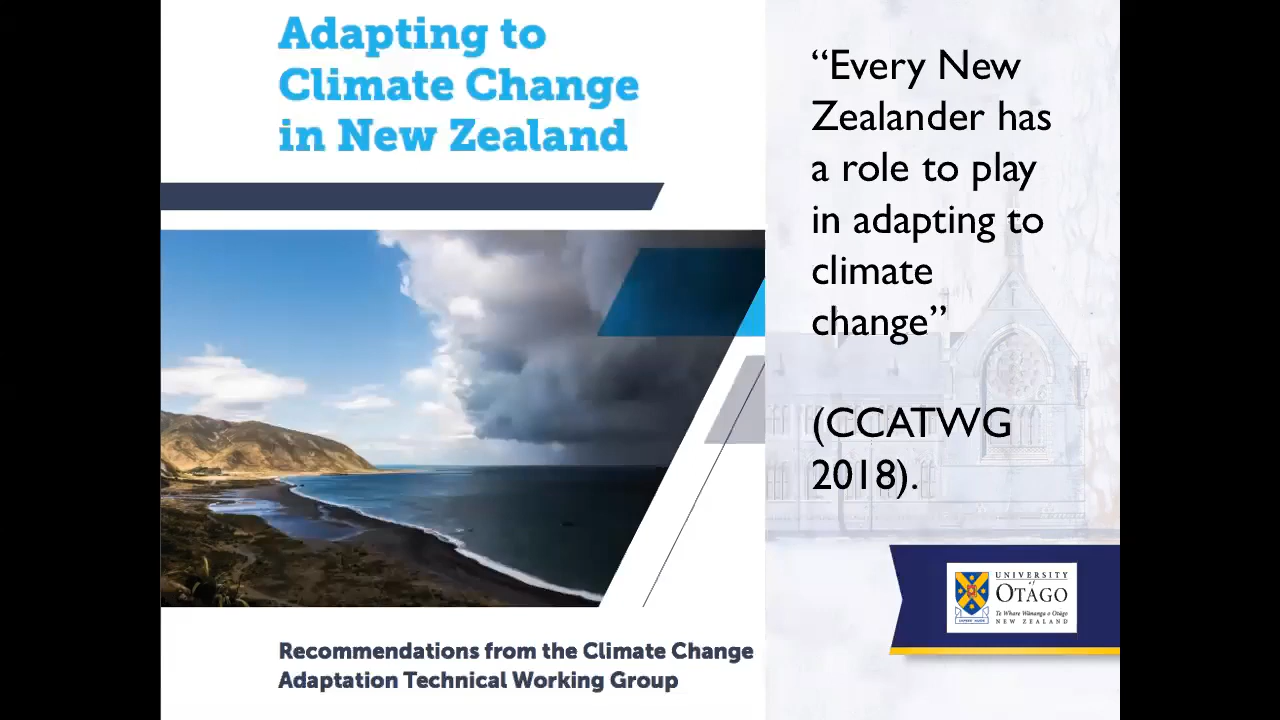 Adapting to
Climate Change
in New Zealand
Recommendations from the Climate Change
Adaptation Technical Working Group
“Every New
Zealander has
a role to play
in adapting to
climate
change”
(CCATWG
2018).
UNIVERSITY
of
OTAGO
Te Whare Wānanga o Otāgo
NEW ZEALAND